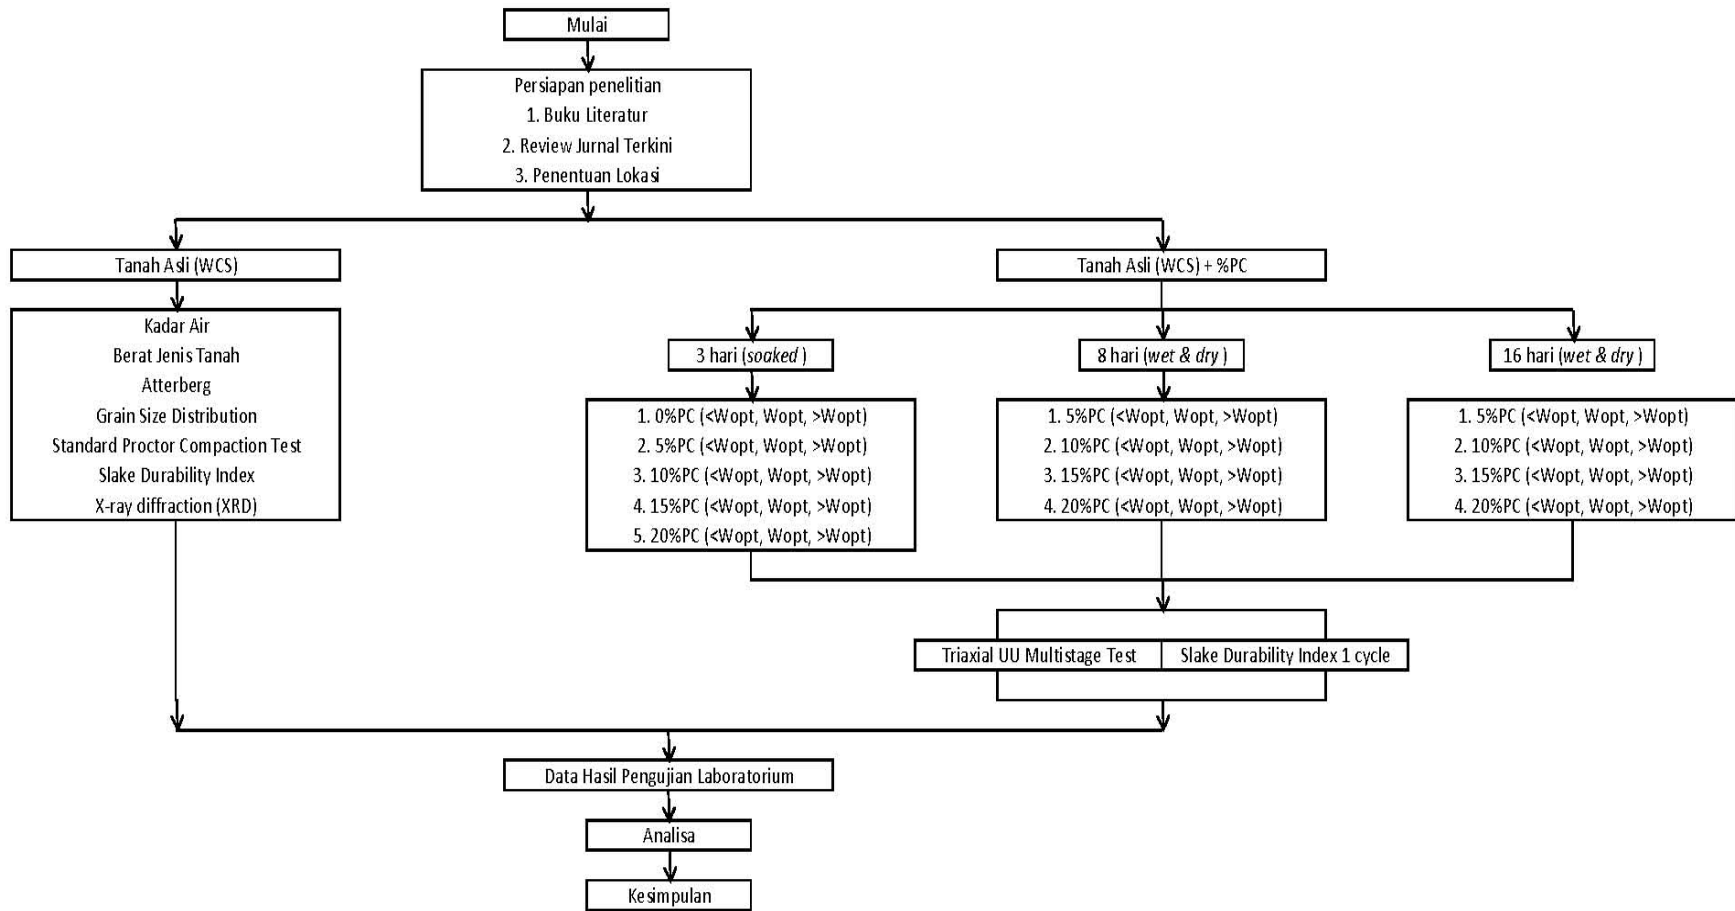 Mulai
Persiapan penelitian
1. Buku Literatur
2. Review Jurnal Terkini
3. Penentuan Lokasi
Tanah Asli (WCS)
Tanah Asli (WCS) + %PC
Kadar Air
Berat Jenis Tanah
Atterberg
Grain Size Distribution
Standard Proctor Compaction Test
Slake Durability Index
X-ray diffraction (XRD)
3 hari (soaked )
8 hari (wet & dry )
16 hari (wet & dry )
1. 0%PC (<Wopt, Wopt, >Wopt)
2. 5%PC (<Wopt, Wopt, >Wopt)
3. 10%PC (<Wopt, Wopt, >Wopt)
4. 15%PC (<Wopt, Wopt, >Wopt)
5. 20%PC (<Wopt, Wopt, >Wopt)
1. 5%PC (<Wopt, Wopt, >Wopt)
2. 10%PC (<Wopt, Wopt, >Wopt)
3. 15%PC (<Wopt, Wopt, >Wopt)
4. 20%PC (<Wopt, Wopt, >Wopt)
1. 5%PC (<Wopt, Wopt, >Wopt)
2. 10%PC (<Wopt, Wopt, >Wopt)
3. 15%PC (<Wopt, Wopt, >Wopt)
4. 20%PC (<Wopt, Wopt, >Wopt)
Triaxial UU Multistage Test
Slake Durability Index 1 cycle
Data Hasil Pengujian Laboratorium
Analisa
Kesimpulan